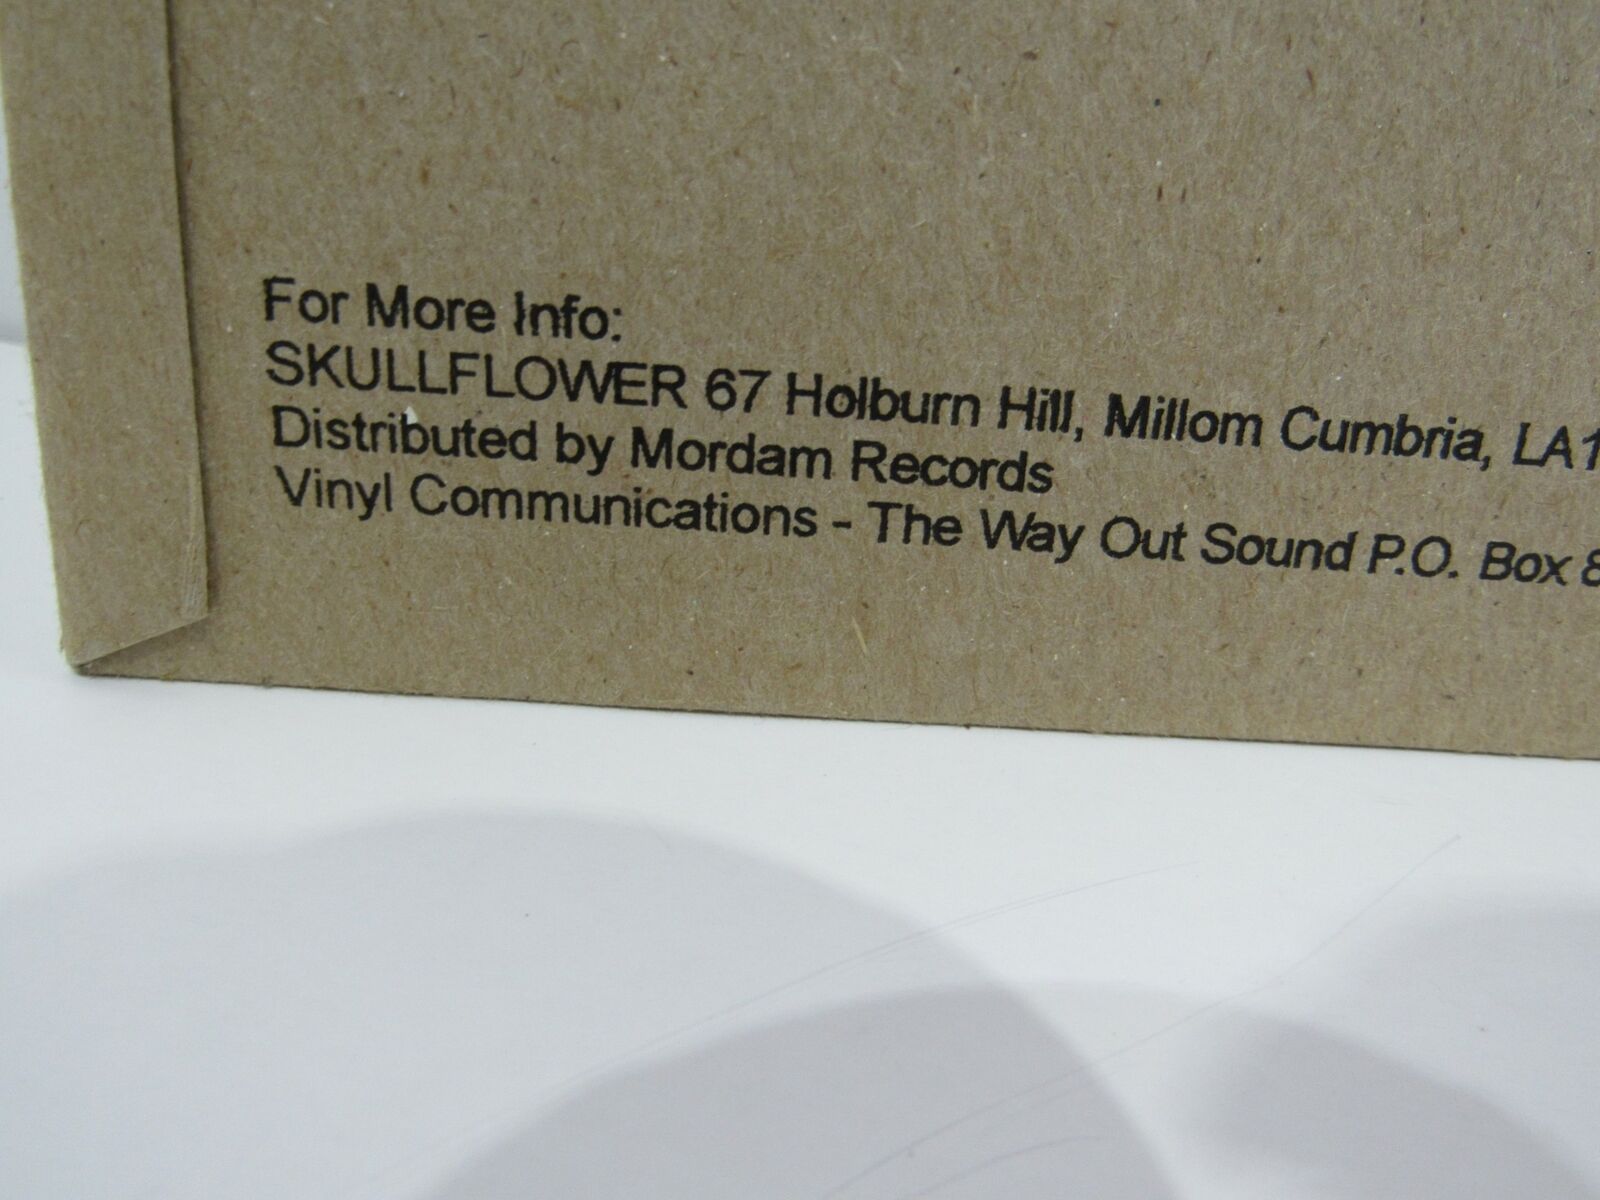 For More Info:
SKULLFLOWER 67 Holburn Hill, Millom Cumbria, LA1
Distributed by Mordam Records
Vinyl Communications - The Way Out Sound P.O. Box